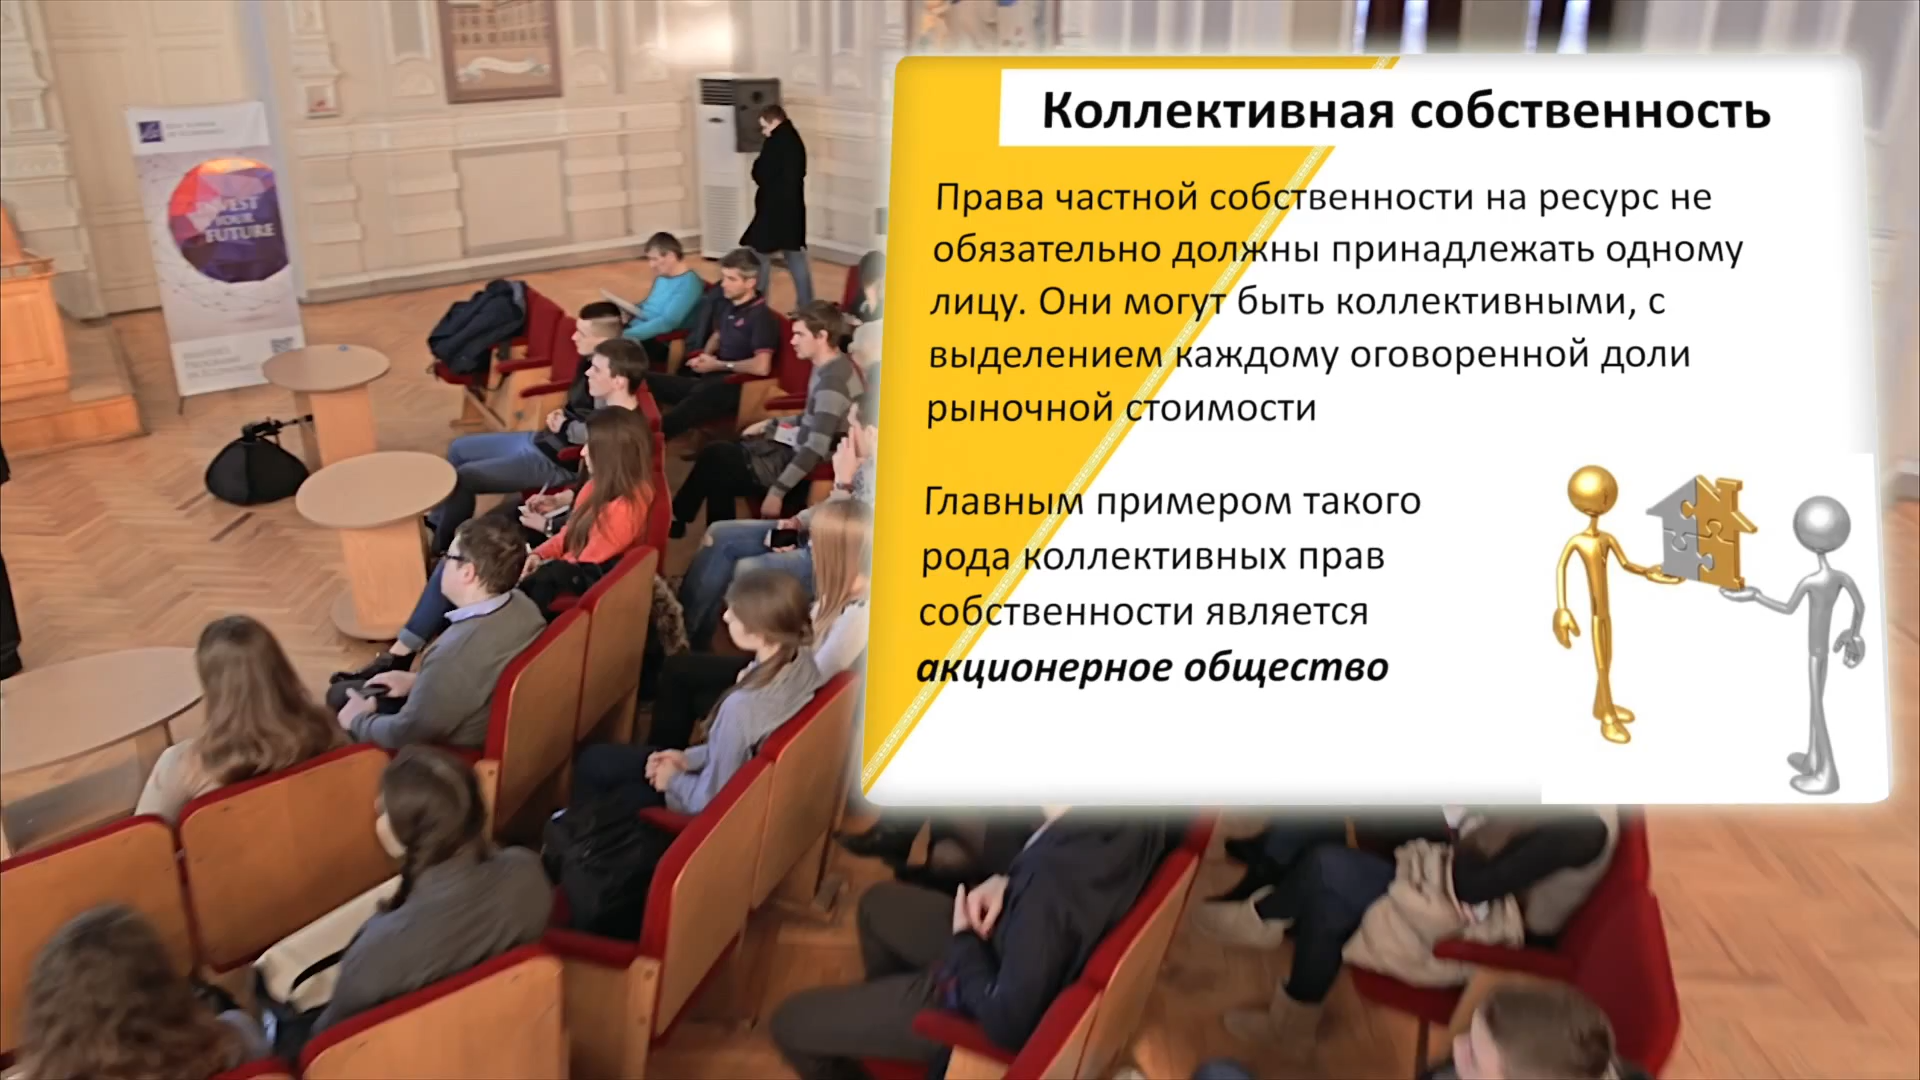 Коллективная собственность
Права частной собственности на ресурс не
обязательно должны принадлежать одному
лицу. Они могут быть коллективными, с
выделением каждому оговоренной доли
рыночной стоимости
Главным примером такого
рода коллективных прав
собственности является
акционерное общество
INVEST
YOUR
FUTURE